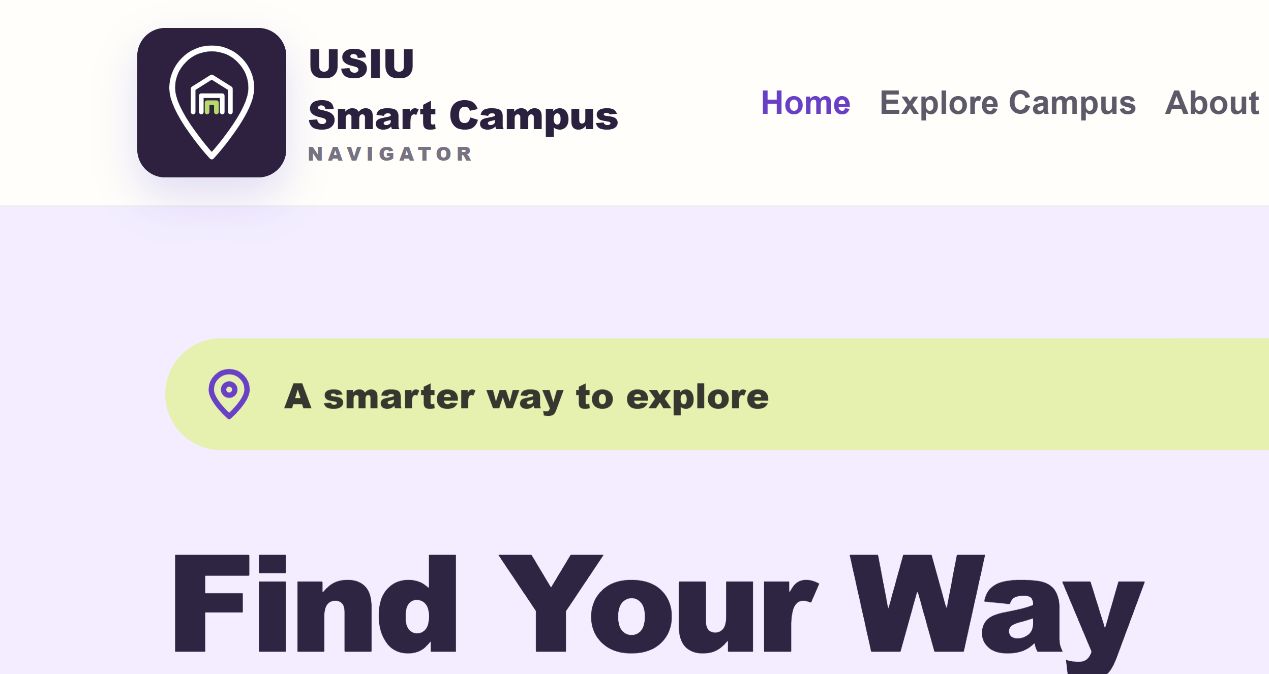 USIU
Smart Campus
NAVIGATOR
Home Explore Campus About
A smarter way to explore
Find Your Way